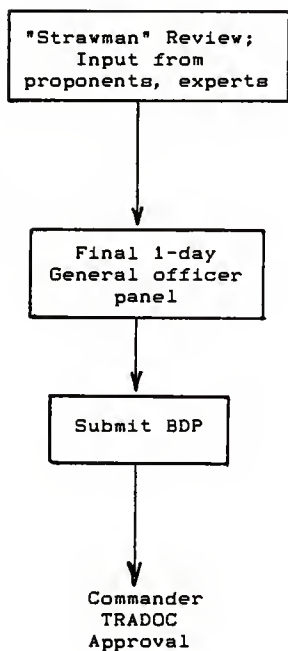 "Strawman" Review;
Input from
proponents, experts
Final 1-day
General officer
panel
Submit BDP
Commander
TRADOC
Approval